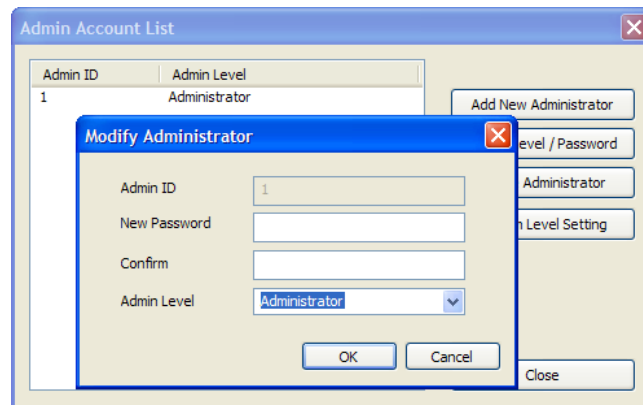 Admin Account List
Admin ID Admin Level
1 Administrator
Add New Administrator
Level / Password
Administrator
Level Setting
Modify Administrator
Admin ID 1
New Password
Confirm
Admin Level Administrator
OK Cancel
Close